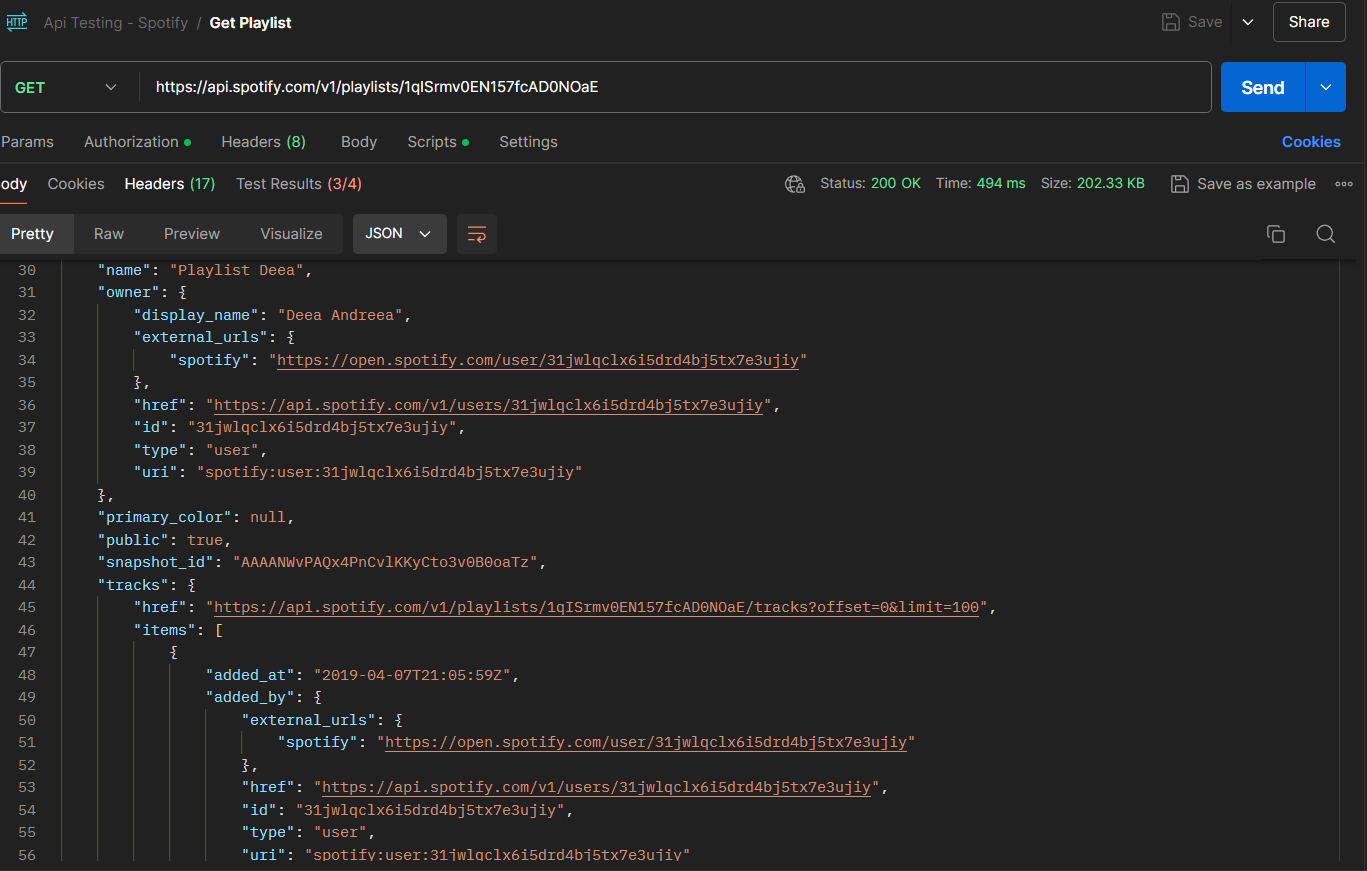 HTTP Api Testing - Spotify / Get Playlist Save Share
GET https://api.spotify.com/v1/playlists/1qISrmv0EN157fcAD0NOaE Send
Params Authorization Headers (8) Body Scripts Settings Cookies
ody Cookies Headers (17) Test Results (3/4) Status: 200 OK Time: 494 ms Size: 202.33 KB Save as example
Pretty Raw Preview Visualize JSON
30 "name": "Playlist Deea",
31 "owner": {
32 "display_name": "Deea Andreea",
33 "external_urls": {
34 "spotify": "https://open.spotify.com/user/31jwlqclx6i5drd4bj5tx7e3ujiy"
35 },
36 "href": "https://api.spotify.com/v1/users/31jwlqclx6i5drd4bj5tx7e3ujiy",
37 "id": "31jwlqclx6i5drd4bj5tx7e3ujiy",
38 "type": "user",
39 "uri": "spotify:user:31jwlqclx6i5drd4bj5tx7e3ujiy"
40 },
41 "primary_color": null,
42 "public": true,
43 "snapshot_id": "AAAANWvPAQx4PnCvlKKyCto3v0B0oaTz",
44 "tracks": {
45 "href": "https://api.spotify.com/v1/playlists/1qISrmv0EN157fcAD0NOaE/tracks?offset=0&limit=100",
46 "items": [
47 {
48 "added_at": "2019-04-07T21:05:59Z",
49 "added_by": {
50 "external_urls": {
51 "spotify": "https://open.spotify.com/user/31jwlqclx6i5drd4bj5tx7e3ujiy"
52 },
53 "href": "https://api.spotify.com/v1/users/31jwlqclx6i5drd4bj5tx7e3ujiy",
54 "id": "31jwlqclx6i5drd4bj5tx7e3ujiy",
55 "type": "user",
56 "uri": "spotify:user:31jwlqclx6i5drd4bj5tx7e3ujiy"